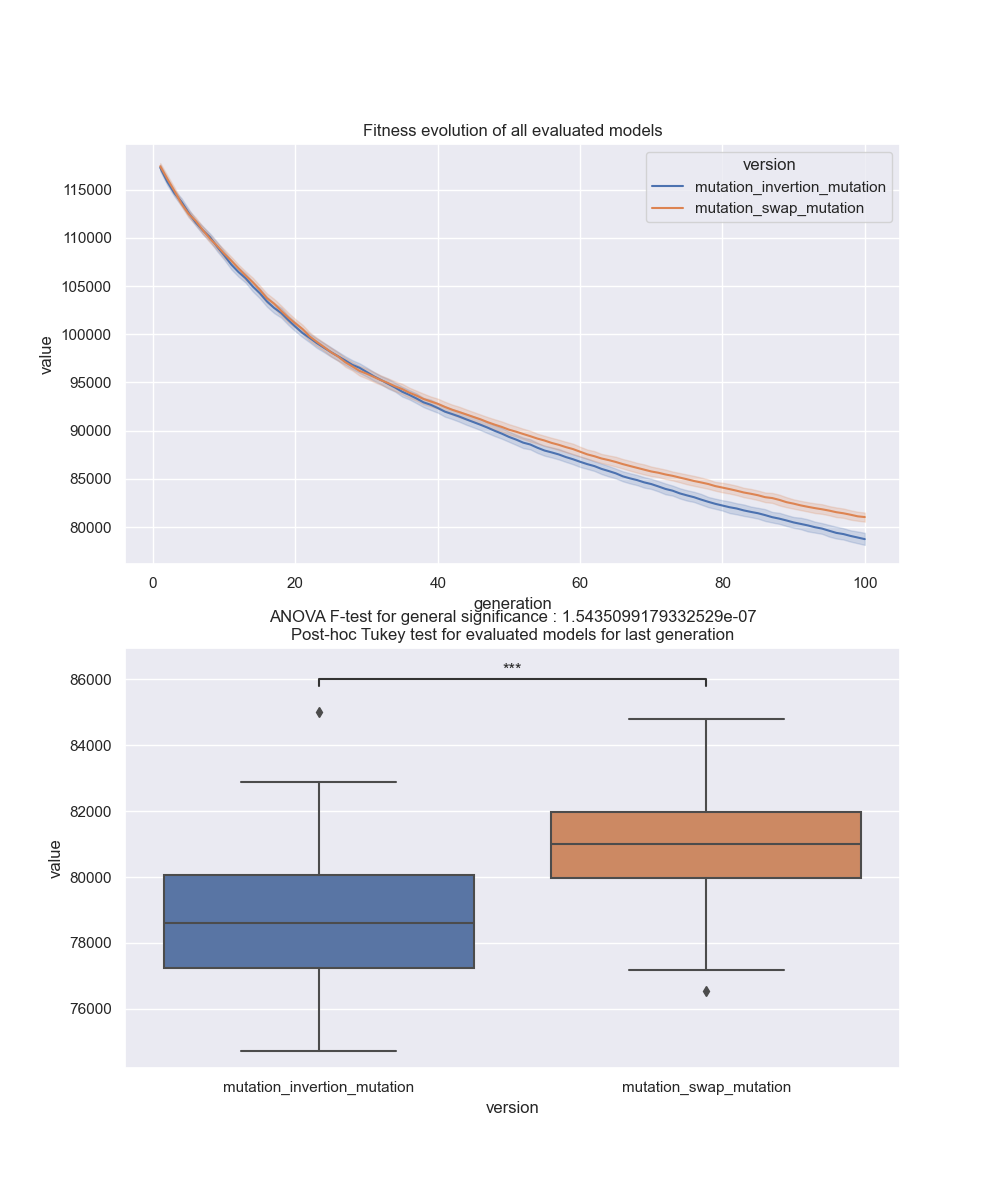 Fitness evolution of all evaluated models
version
mutation_invertion_mutation
mutation_swap_mutation
value
115000
110000
105000
100000
95000
90000
85000
80000
0 20 40 60 80 100
generation
ANOVA F-test for general significance : 1.5435099179332529e-07
Post-hoc Tukey test for evaluated models for last generation
***
value
86000
84000
82000
80000
78000
76000
mutation_invertion_mutation mutation_swap_mutation
version